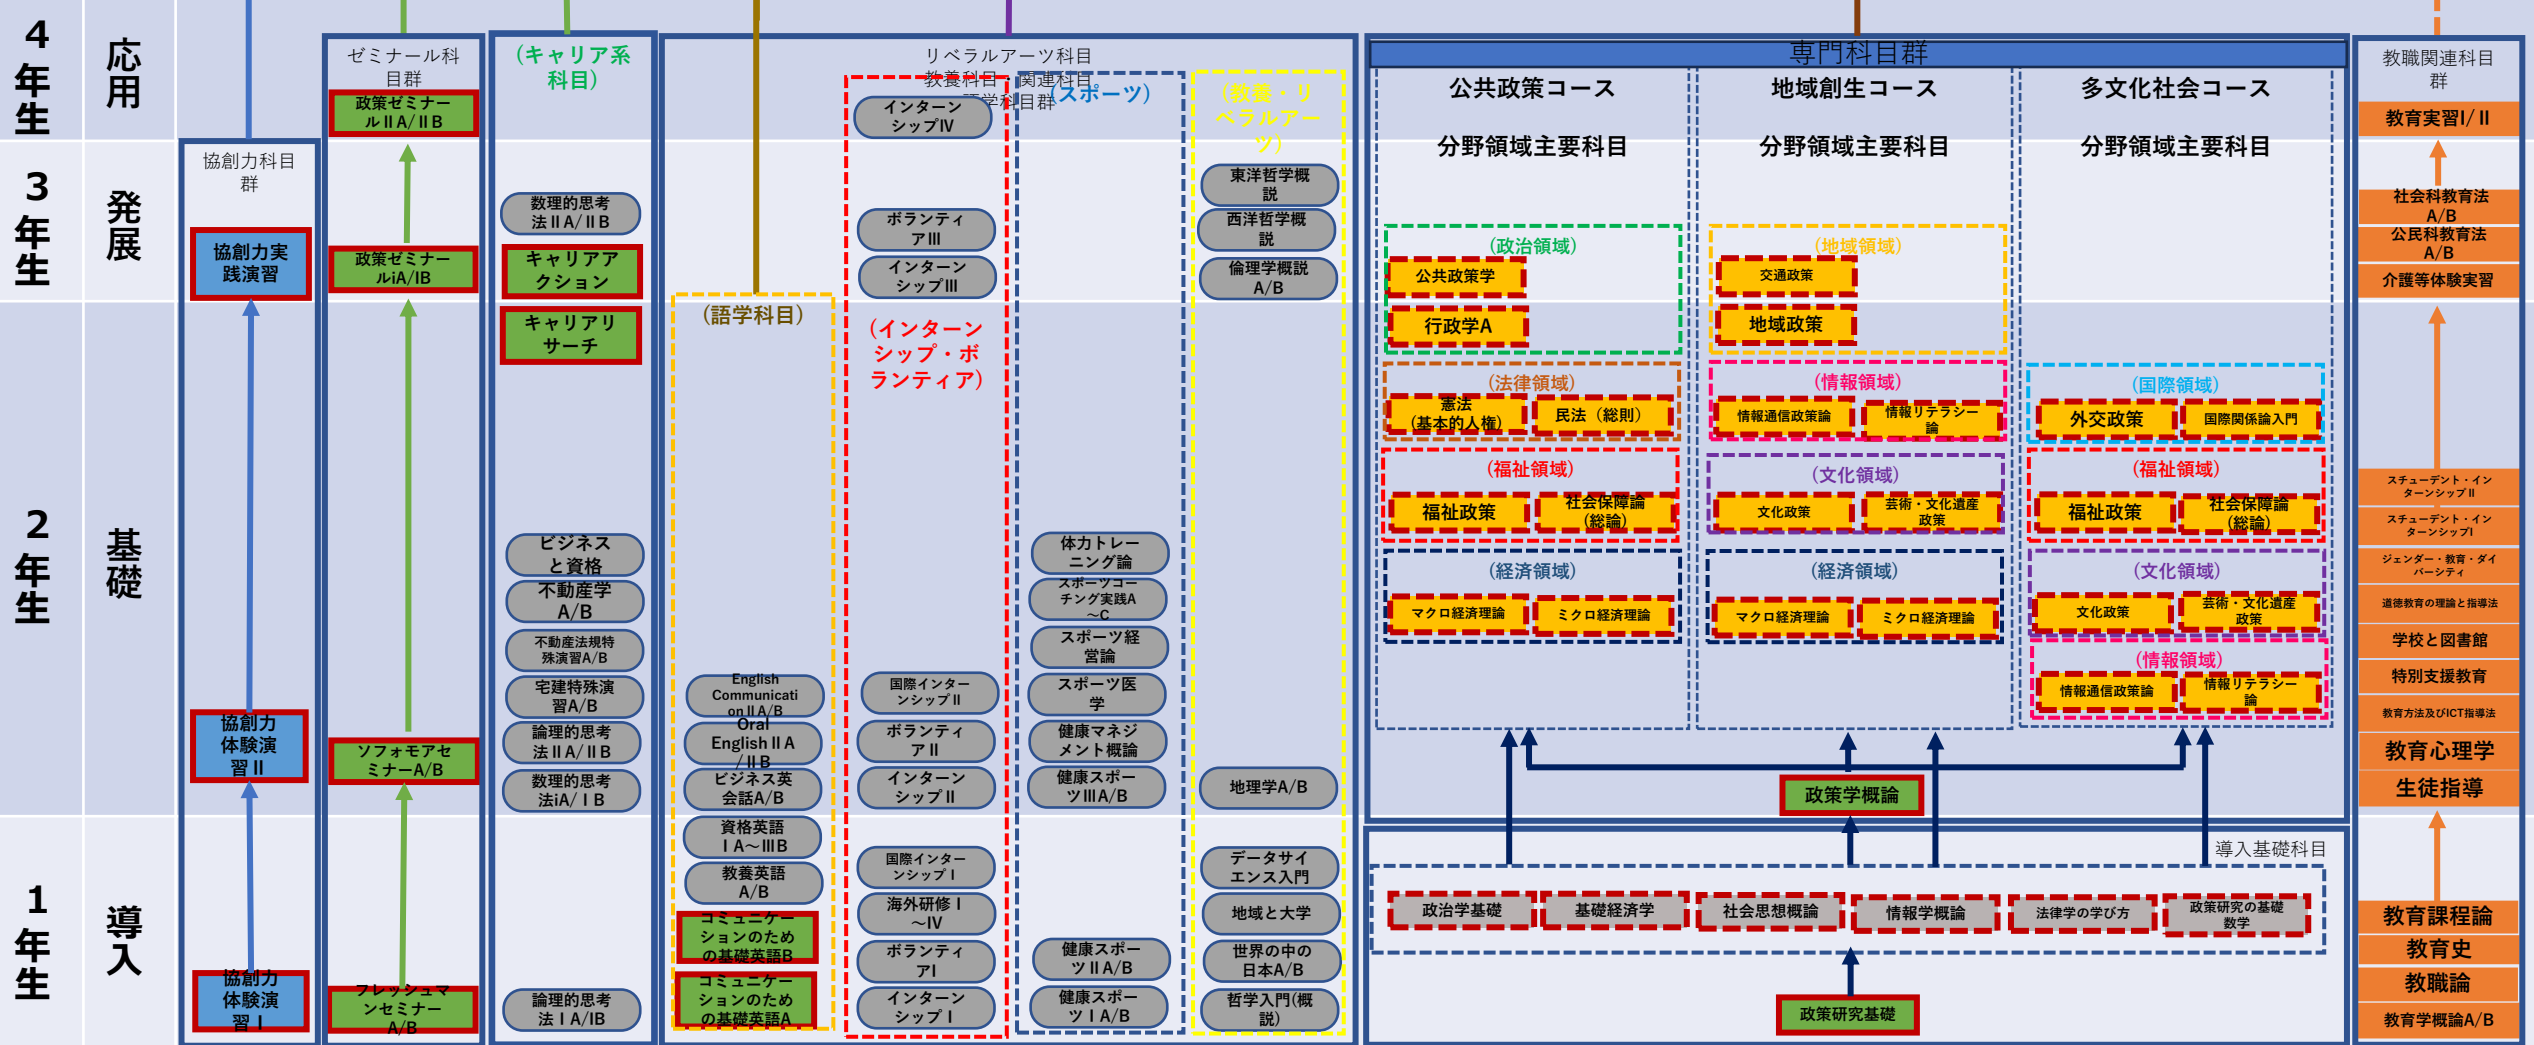 4
年
生
応
用
3
年
生
発
展
2
年
生
基
礎
1
年
生
導
入
協創力科目
群
協創力実
践演習
協創力
体験演
習Ⅱ
協創力
体験演
習Ⅰ
ゼミナール科
目群
政策ゼミナー
ルⅡA/ⅡB
政策ゼミナー
ルiA/IB
ソフォモアセ
ミナーA/B
フレッシュマ
ンセミナー
A/B
(キャリア系
科目)
数理的思考
法ⅡA/ⅡB
キャリアア
クション
キャリアリ
サーチ
ビジネス
と資格
不動産学
A/B
不動産法規特
殊演習A/B
宅建特殊演
習A/B
論理的思考
法ⅡA/ⅡB
数理的思考
法iA/ⅠB
論理的思考
法ⅠA/IB
リベラルアーツ科目
教養科目・関連科目
語学科目群
(語学科目)
English
Communicati
onⅡA/B
Oral
EnglishⅡA
/ⅡB
ビジネス英
会話A/B
資格英語
ⅠA～ⅢB
教養英語
A/B
コミュニケー
ションのため
の基礎英語B
コミュニケー
ションのため
の基礎英語A
インターン
シップⅣ
ボランティ
アⅢ
インターン
シップⅢ
(インターン
シップ・ボ
ランティア)
国際インター
ンシップⅡ
ボランティ
アⅡ
インターン
シップⅡ
国際インター
ンシップⅠ
海外研修Ⅰ
～Ⅳ
ボランティ
アI
インターン
シップⅠ
(スポーツ)
体力トレー
ニング論
スポーツコー
チング実践A
～C
スポーツ経
営論
スポーツ医
学
健康マネジ
メント概論
健康スポー
ツⅢA/B
健康スポー
ツⅡA/B
健康スポー
ツⅠA/B
(教養・リ
ベラルアー
ツ)
東洋哲学概
説
西洋哲学概
説
倫理学概説
A/B
地理学A/B
データサイ
エンス入門
地域と大学
世界の中の
日本A/B
哲学入門(概
説)
専門科目群
公共政策コース
分野領域主要科目
(政治領域)
公共政策学
行政学A
(法律領域)
憲法
(基本的人権)
民法（総則）
(福祉領域)
福祉政策
社会保障論
(総論)
(経済領域)
マクロ経済理論
ミクロ経済理論
地域創生コース
分野領域主要科目
(地域領域)
交通政策
地域政策
(情報領域)
情報通信政策論
情報リテラシー
論
(文化領域)
文化政策
芸術・文化遺産
政策
(経済領域)
マクロ経済理論
ミクロ経済理論
多文化社会コース
分野領域主要科目
(国際領域)
外交政策
国際関係論入門
(福祉領域)
福祉政策
社会保障論
(総論)
(文化領域)
文化政策
芸術・文化遺産
政策
(情報領域)
情報通信政策論
情報リテラシー
論
政策学概論
導入基礎科目
政治学基礎
基礎経済学
社会思想概論
情報学概論
法律学の学び方
政策研究の基礎
数学
政策研究基礎
教職関連科目
群
教育実習I/Ⅱ
社会科教育法
A/B
公民科教育法
A/B
介護等体験実習
スチューデント・イン
ターンシップⅡ
スチューデント・イン
ターンシップI
ジェンダー・教育・ダイ
バーシティ
道徳教育の理論と指導法
学校と図書館
特別支援教育
教育方法及びICT指導法
教育心理学
生徒指導
教育課程論
教育史
教職論
教育学概論A/B